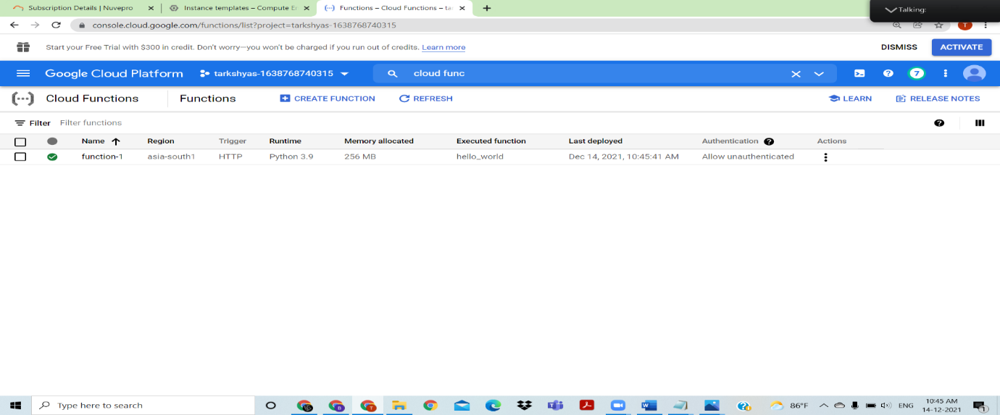 Subscription Details | Nuvepro
Instance templates – Compute E
Functions – Cloud Functions – ta
Talking:
console.cloud.google.com/functions/list?project=tarkshyas-1638768740315
T
Start your Free Trial with $300 in credit. Don't worry—you won't be charged if you run out of credits. Learn more
DISMISS
ACTIVATE
Google Cloud Platform
tarkshyas-1638768740315
cloud func
7
Cloud Functions
Functions
CREATE FUNCTION
REFRESH
LEARN
RELEASE NOTES
Filter
Filter functions
Name Region Trigger Runtime Memory allocated Executed function Last deployed Authentication Actions
function-1 asia-south1 HTTP Python 3.9 256 MB hello_world Dec 14, 2021, 10:45:41 AM Allow unauthenticated
Type here to search
86°F
ENG
10:45 AM
14-12-2021
1